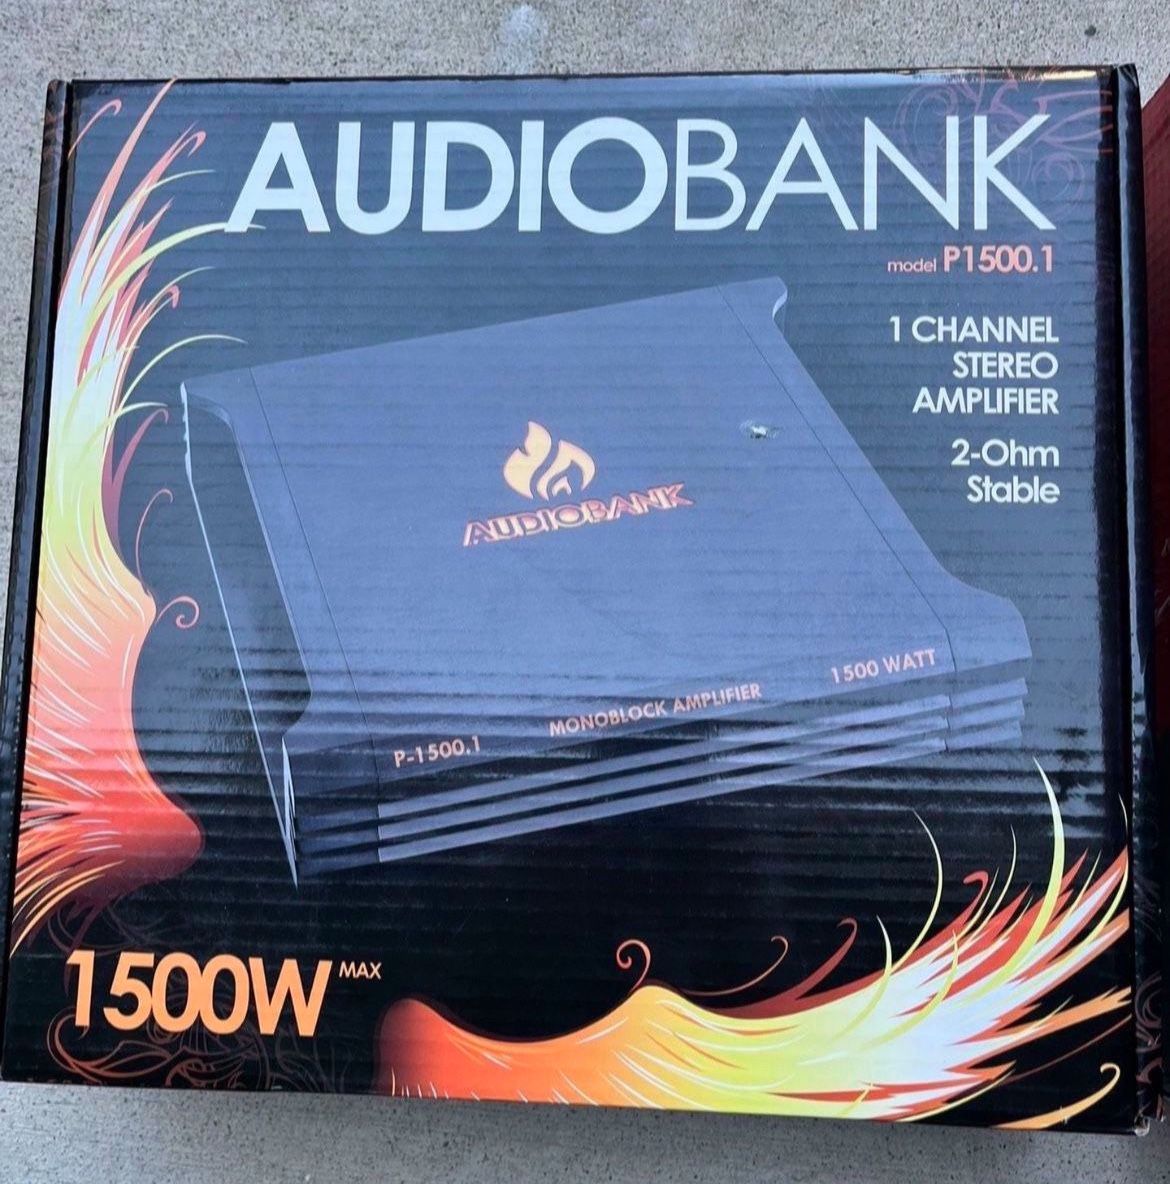 AUDIOBANK
model P1500.1
1 CHANNEL
STEREO
AMPLIFIER
2-Ohm
Stable
AUDIOBANK
P-1500.1 MONOBLOCK AMPLIFIER 1500 WATT
1500W MAX